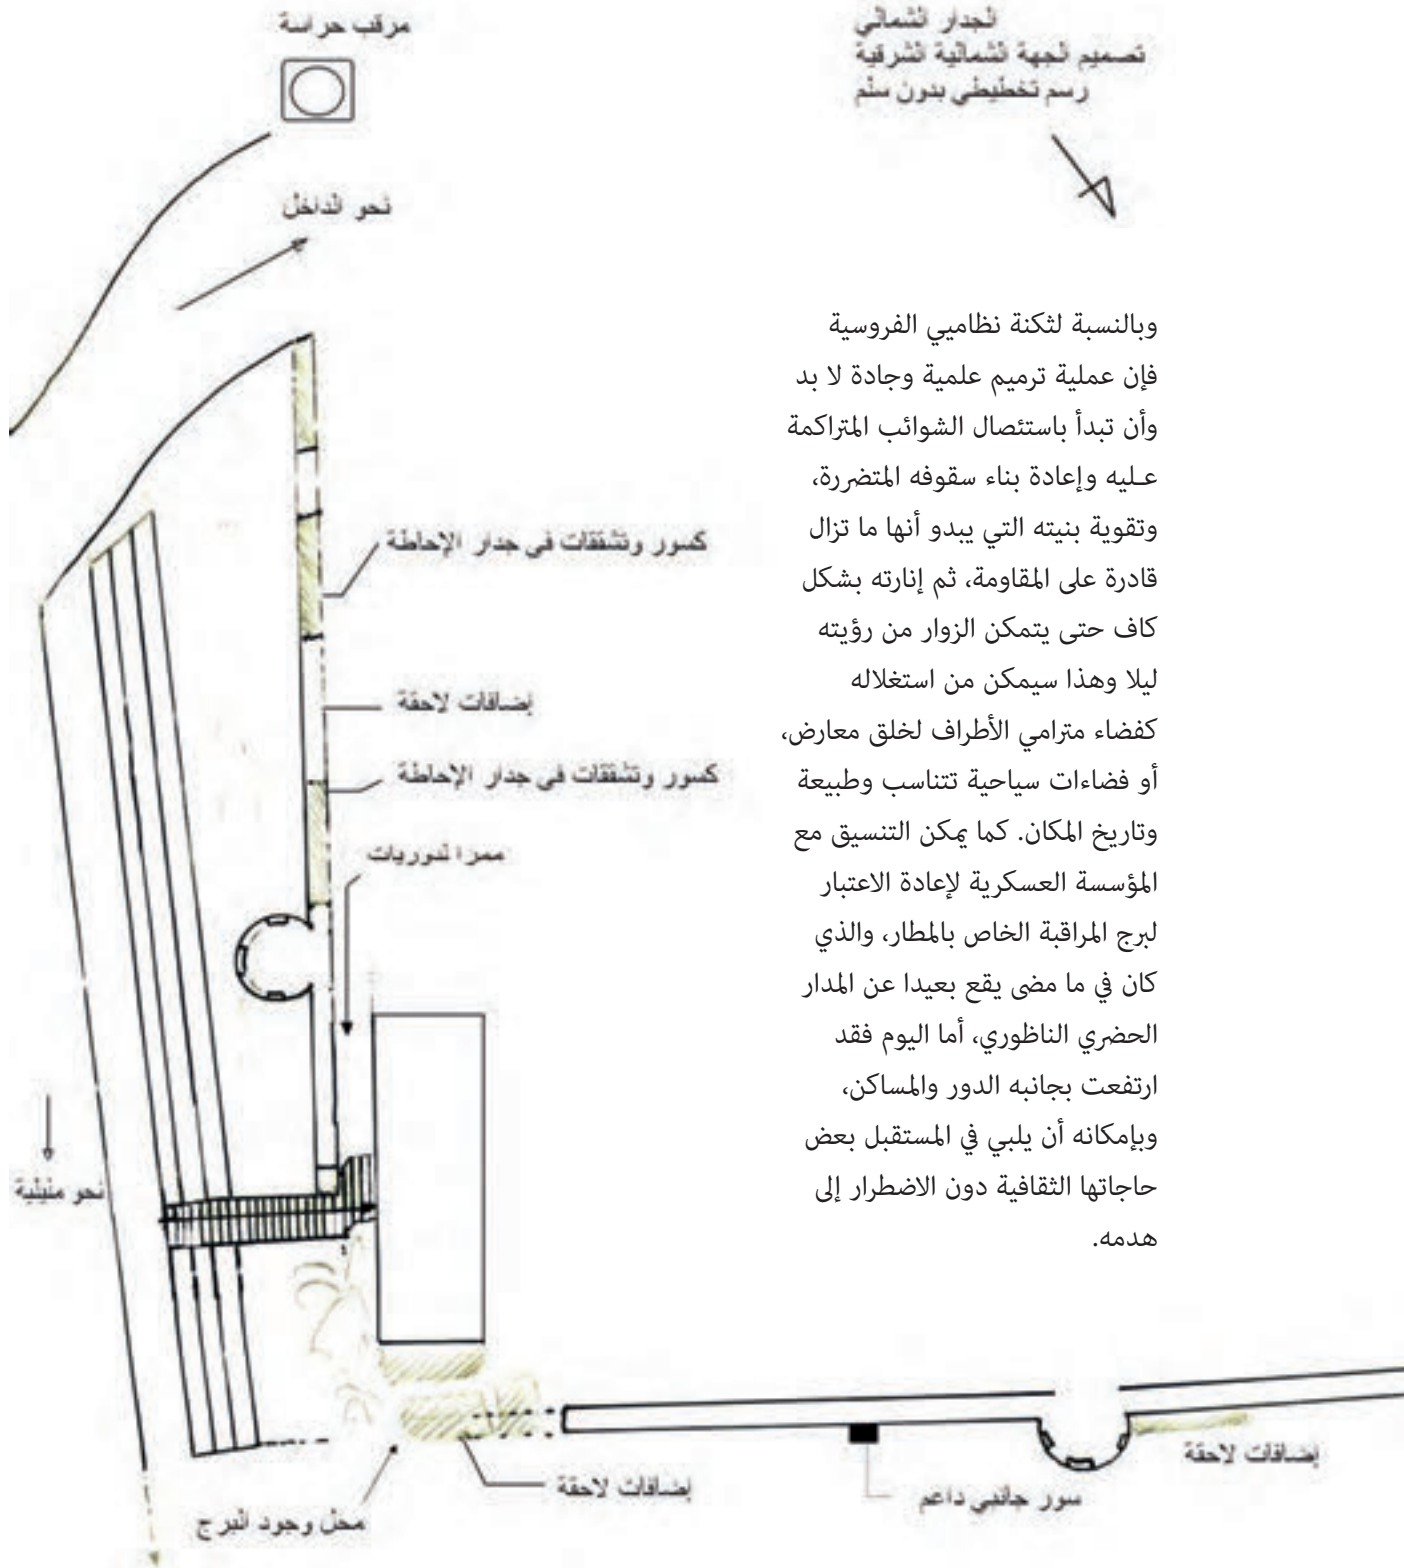 مرقب حراسة
الجدار الشمالي
تصميم الجهة الشمالية الشرقية
رسم تخطيطي بدون سلم
نحو الداخل
وبالنسبة لثكنة نظاميي الفروسية
فإن عملية ترميم علمية وجادة لا بد
وأن تبدأ باستئصال الشوائب المتراكمة
عـليه وإعادة بناء سقوفه المتضررة،
وتقوية بنيته التي يبدو أنها ما تزال
قادرة على المقاومة، ثم إنارته بشكل
كاف حتى يتمكن الزوار من رؤيته
ليلا وهذا سيمكن من استغلاله
كفضاء مترامي الأطراف لخلق معارض،
أو فضاءات سياحية تتناسب وطبيعة
وتاريخ المكان. كما يمكن التنسيق مع
المؤسسة العسكرية لإعادة الاعتبار
لبرج المراقبة الخاص بالمطار، والذي
كان في ما مضى يقع بعيدا عن المدار
الحضري الناظوري، أما اليوم فقد
ارتفعت بجانبه الدور والمساكن،
وبإمكانه أن يلبي في المستقبل بعض
حاجاتها الثقافية دون الاضطرار إلى
هدمه.
كسور وتشققات في جدار الإحاطة
إضافات لاحقة
كسور وتشققات في جدار الإحاطة
ممرا لدوريات
نحو مليلية
إضافات لاحقة
إضافات لاحقة
سور جانبي داعم
محل وجود البرج